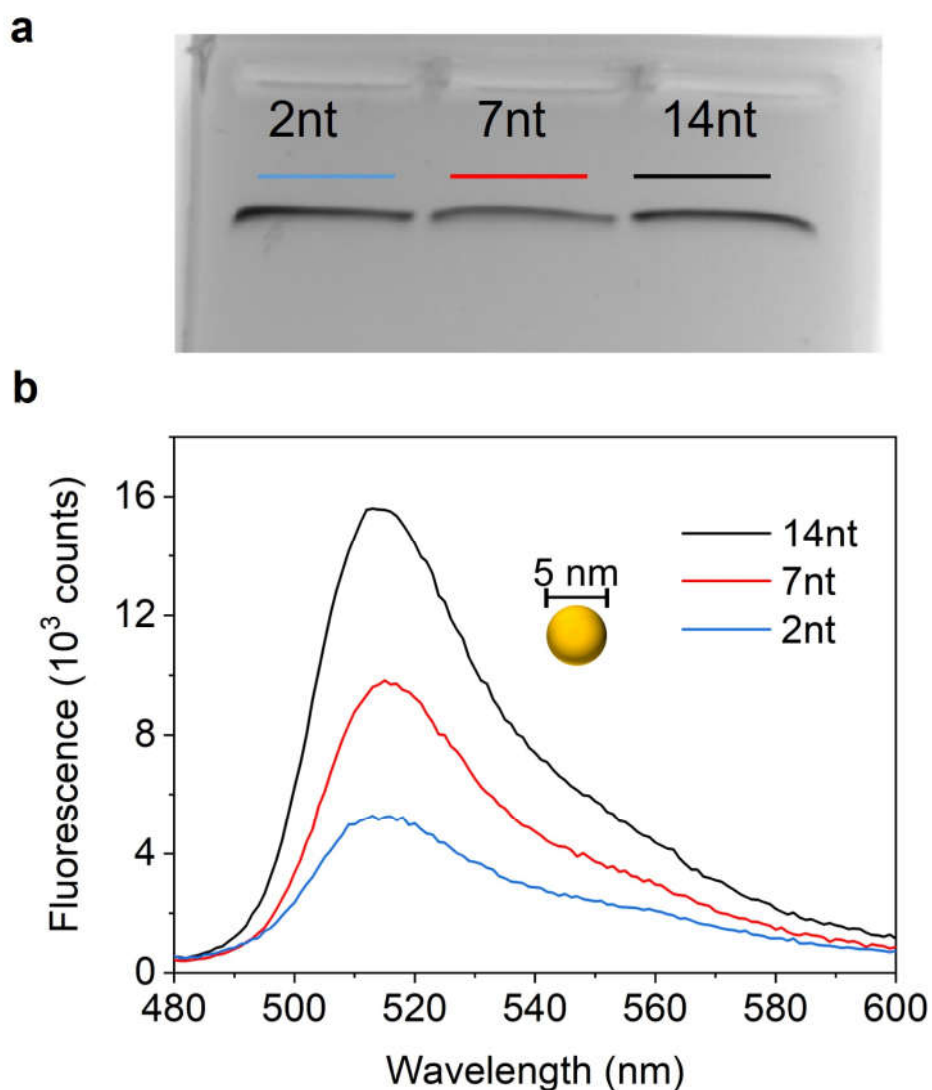 a
2nt 7nt 14nt
b
Fluorescence (10³ counts)
16
12
8
4
0
5 nm
14nt
7nt
2nt
480 500 520 540 560 580 600
Wavelength (nm)